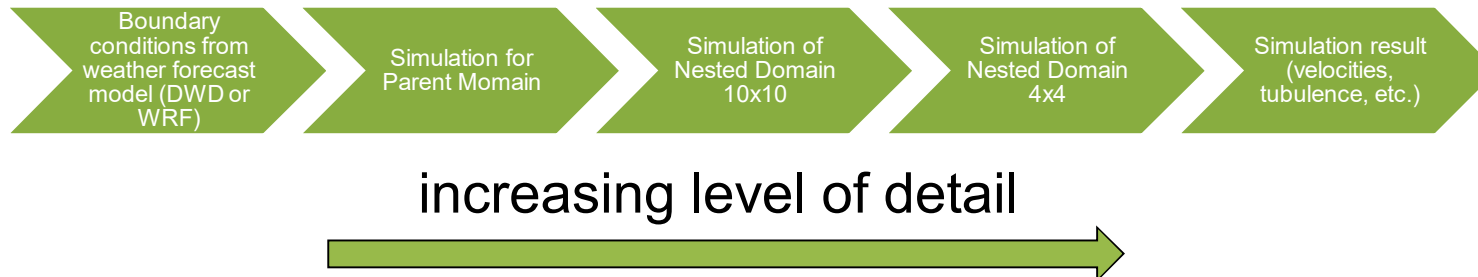 Boundary
conditions from
weather forecast
model (DWD or
WRF)
Simulation for
Parent Momain
Simulation of
Nested Domain
10x10
Simulation of
Nested Domain
4x4
Simulation result
(velocities,
tubulence, etc.)
increasing level of detail